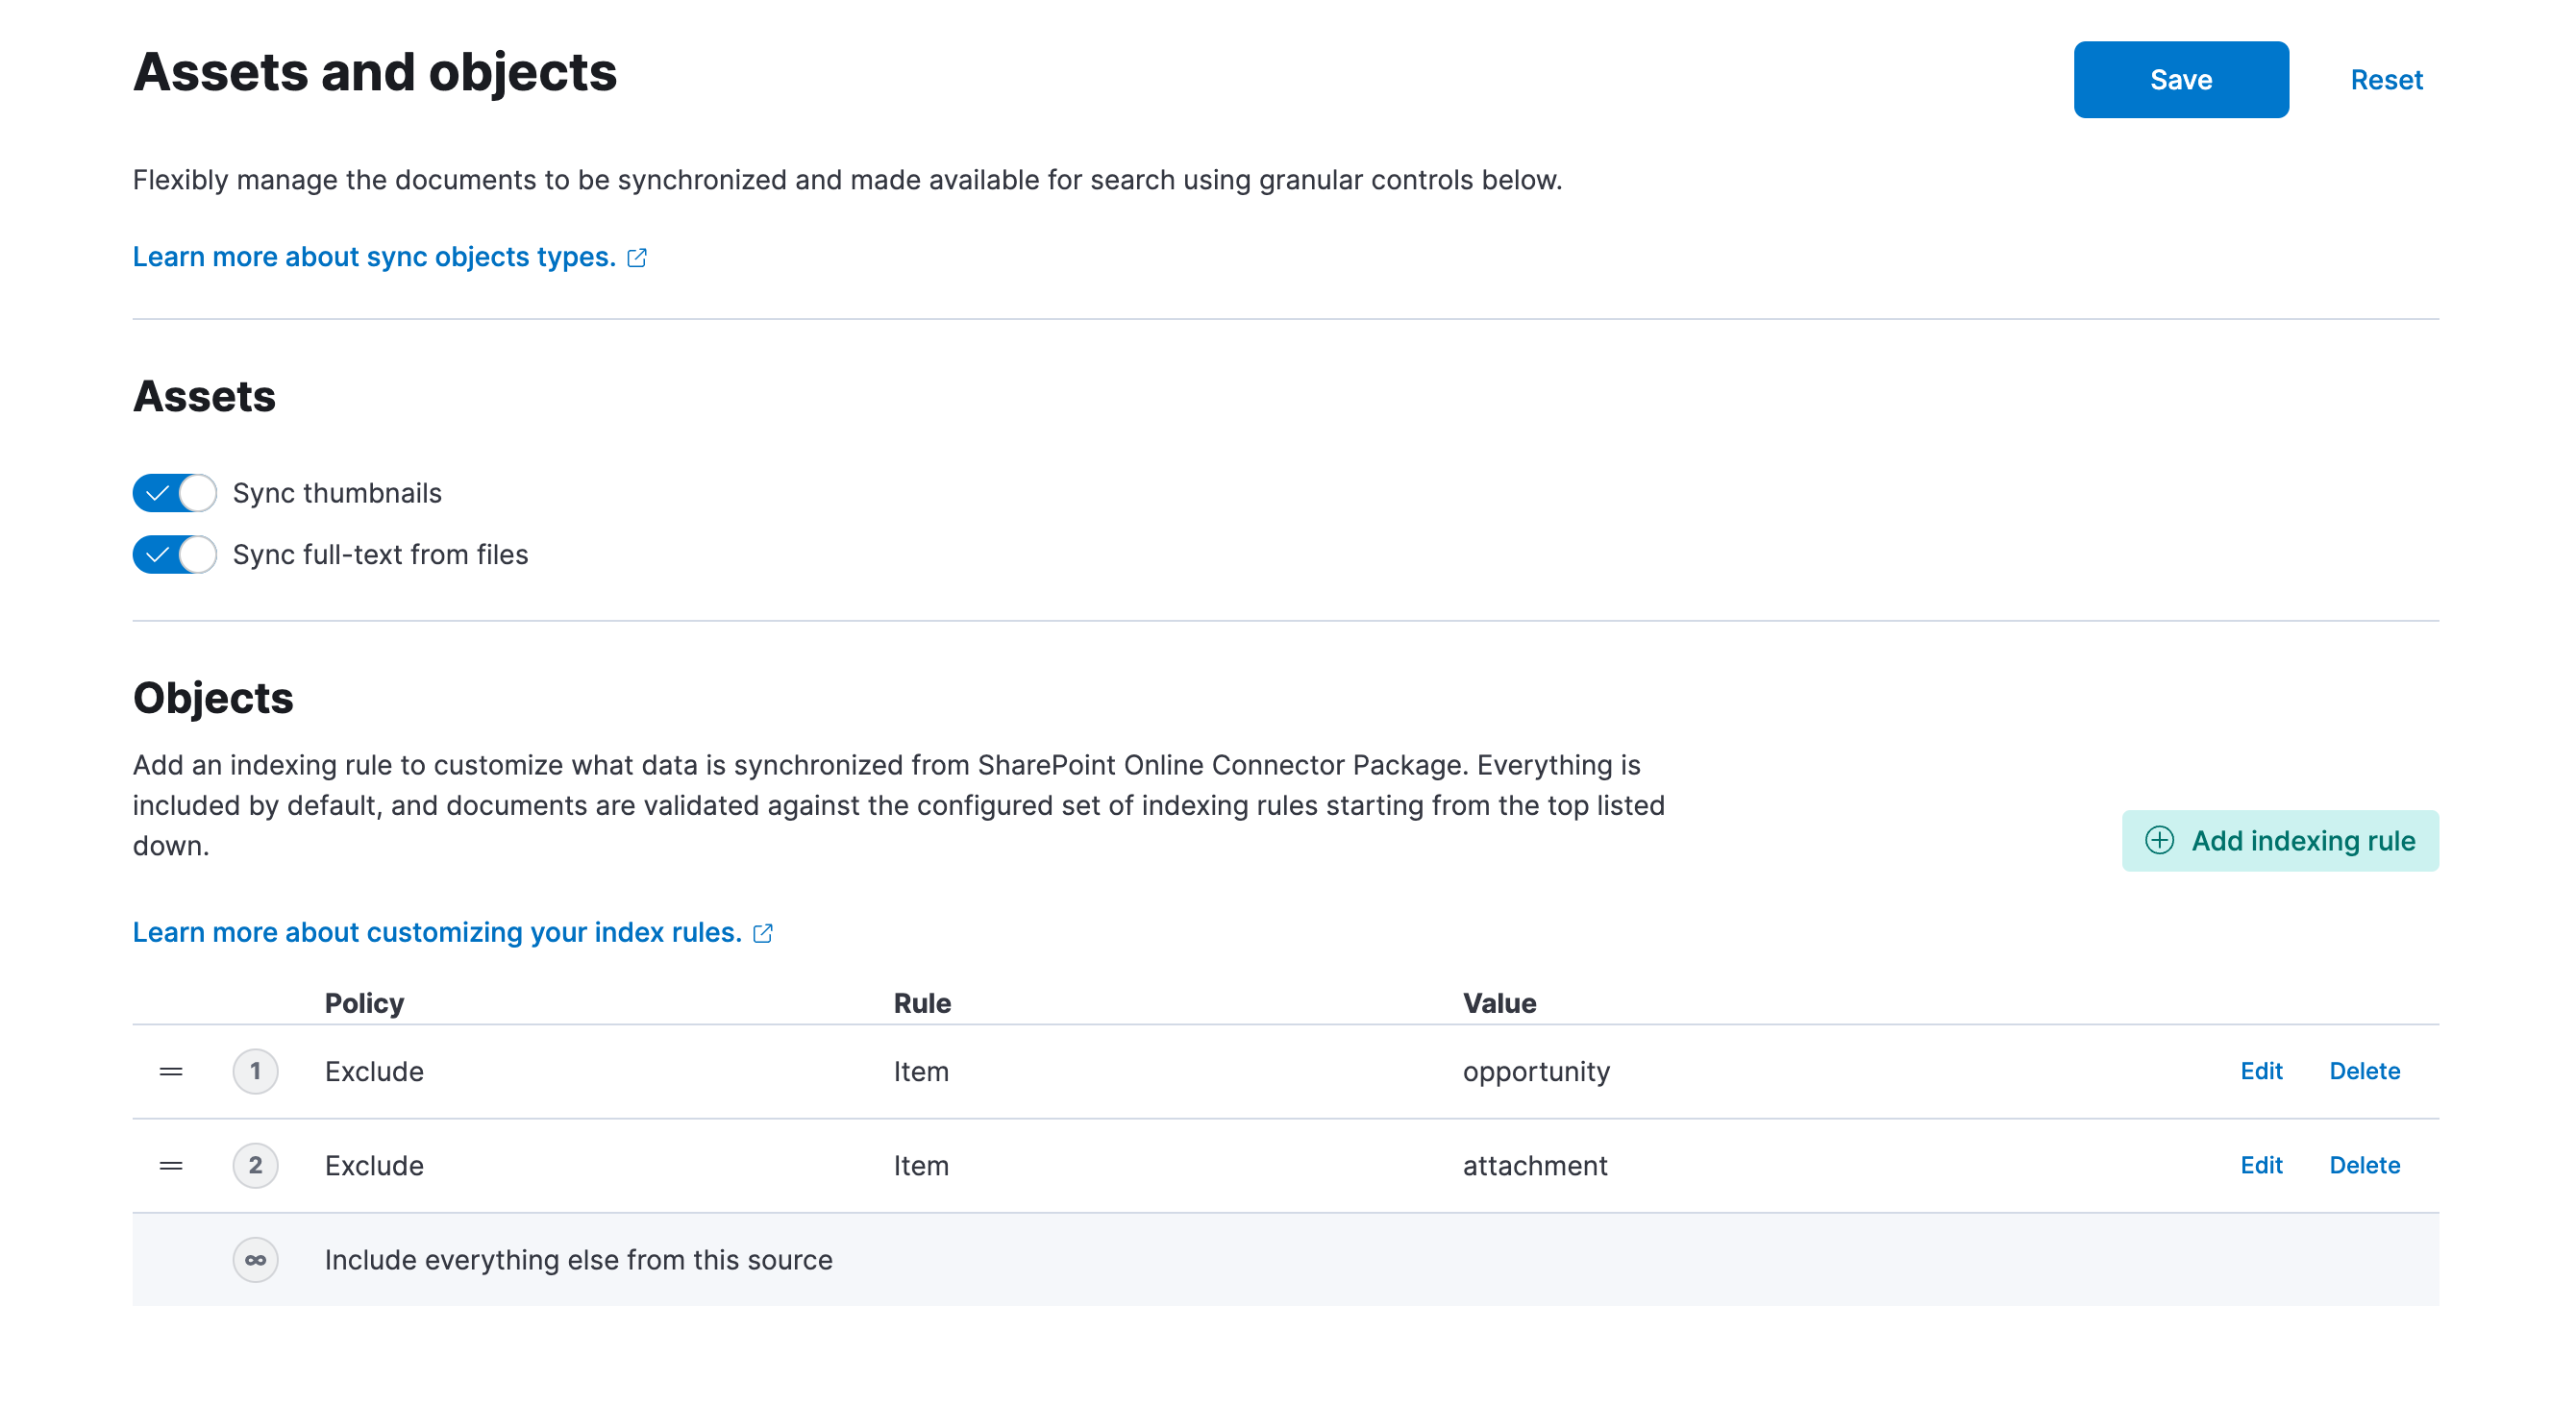 Assets and objects
Save
Reset
Flexibly manage the documents to be synchronized and made available for search using granular controls below.
Learn more about sync objects types.
Assets
Sync thumbnails
Sync full-text from files
Objects
Add an indexing rule to customize what data is synchronized from SharePoint Online Connector Package. Everything is
included by default, and documents are validated against the configured set of indexing rules starting from the top listed
down.
Add indexing rule
Learn more about customizing your index rules.
Policy Rule Value
1 Exclude Item opportunity Edit Delete
2 Exclude Item attachment Edit Delete
∞ Include everything else from this source